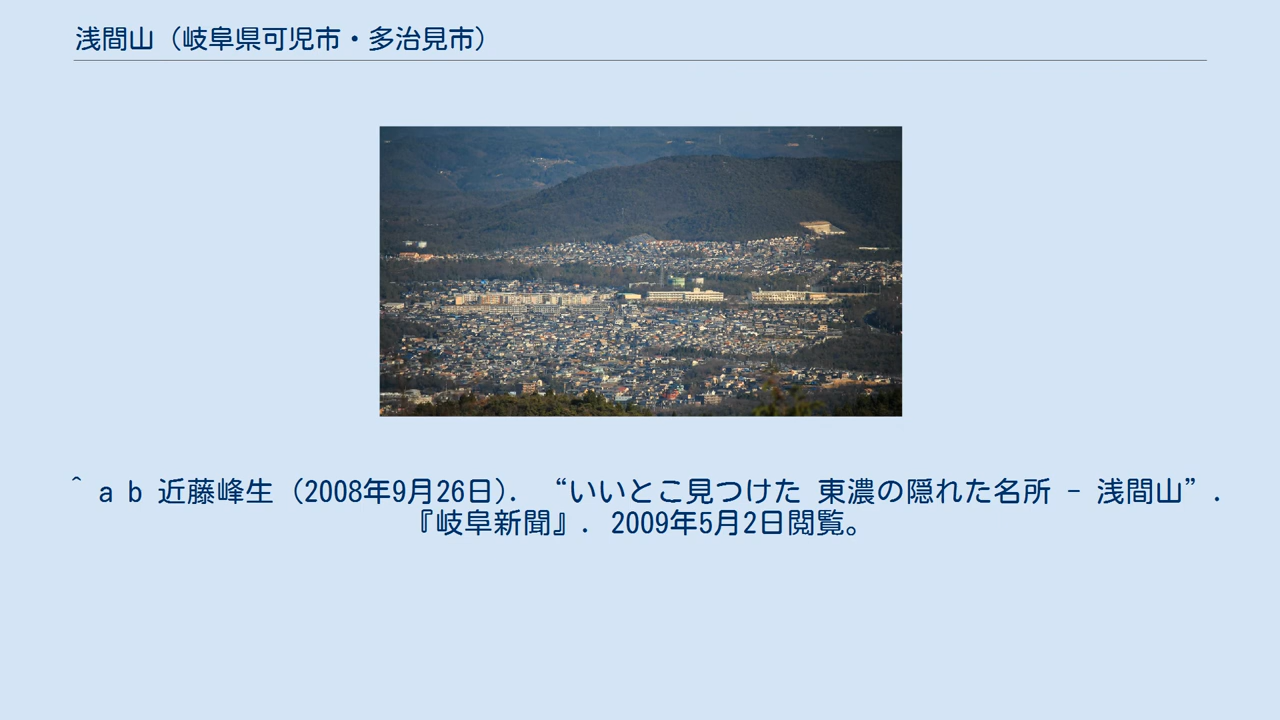 浅間山（岐阜県可児市・多治見市）
^ a b 近藤峰生（2008年9月26日）. “いいとこ見つけた 東濃の隠れた名所 - 浅間山”.
『岐阜新聞』. 2009年5月2日閲覧。